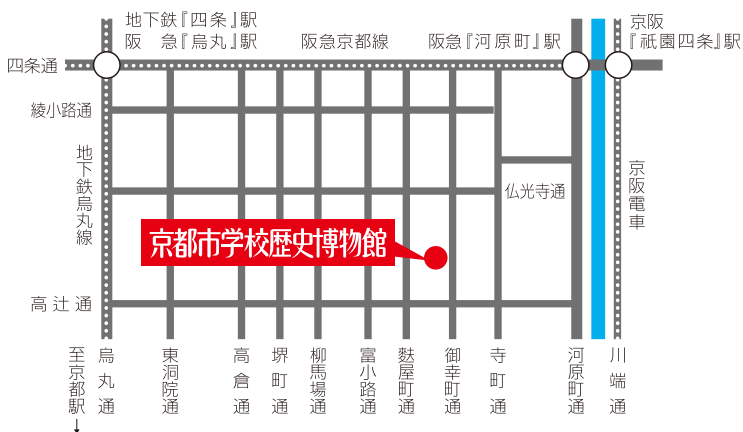 地下鉄『四条』駅
阪 急『烏丸』駅
阪急京都線
阪急『河原町』駅
京阪
『祇園四条』駅
四条通
綾小路通
地下鉄烏丸線
仏光寺通
京阪電車
京都市学校歴史博物館
高辻通
至京都駅
烏丸通
東洞院通
高倉通
堺町通
柳馬場通
富小路通
麩屋町通
御幸町通
寺町通
河原町通
川端通